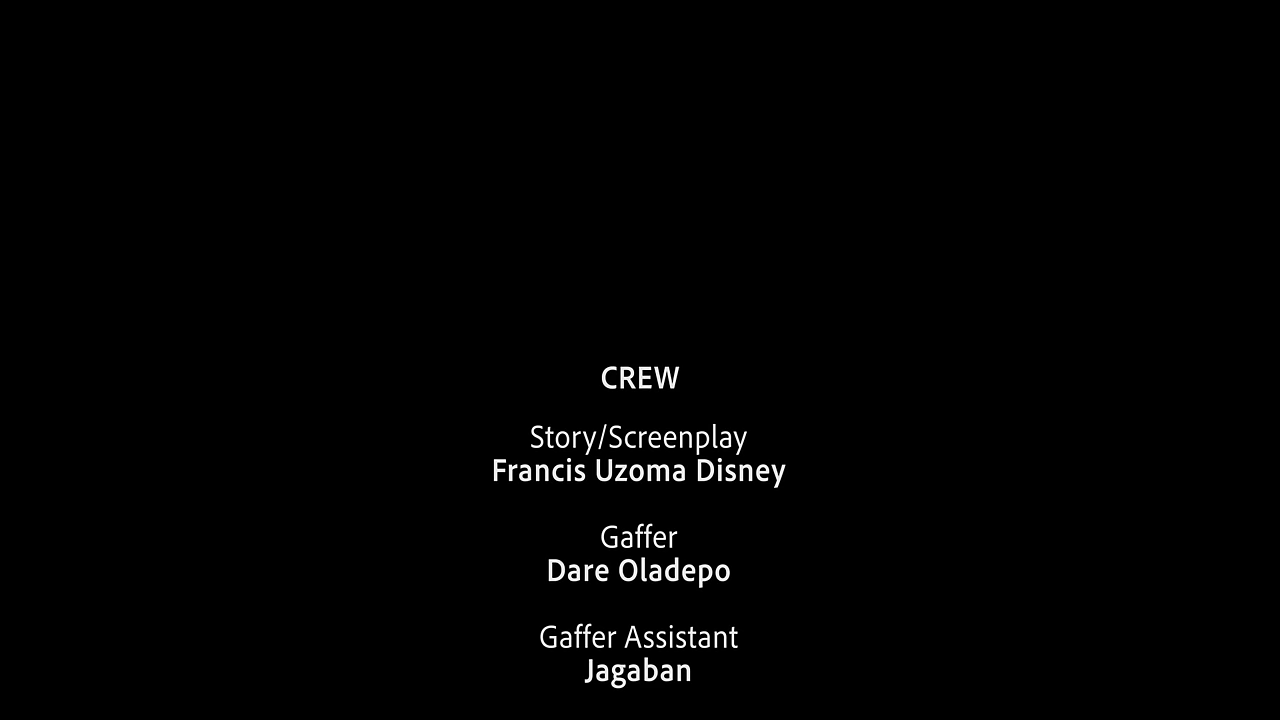 CREW
Story/Screenplay
Francis Uzoma Disney
Gaffer
Dare Oladepo
Gaffer Assistant
Jagaban